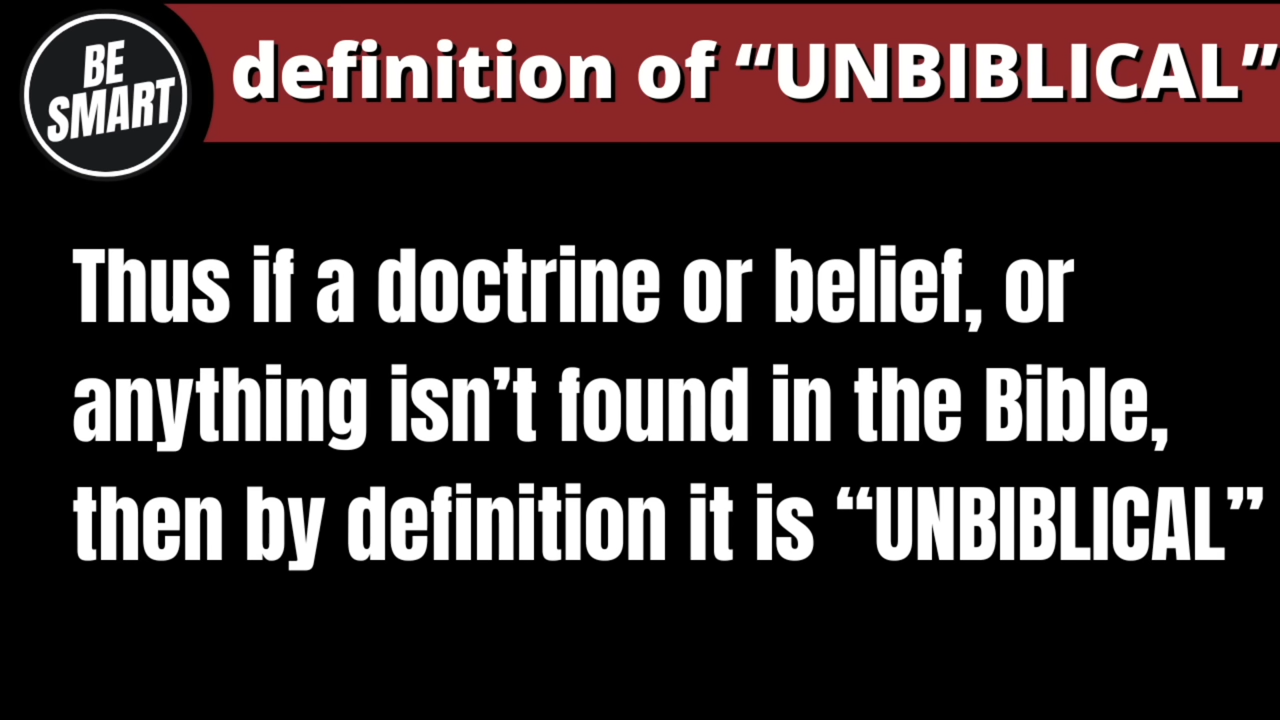 BE
SMART
definition of “UNBIBLICAL”
Thus if a doctrine or belief, or
anything isn’t found in the Bible,
then by definition it is “UNBIBLICAL”